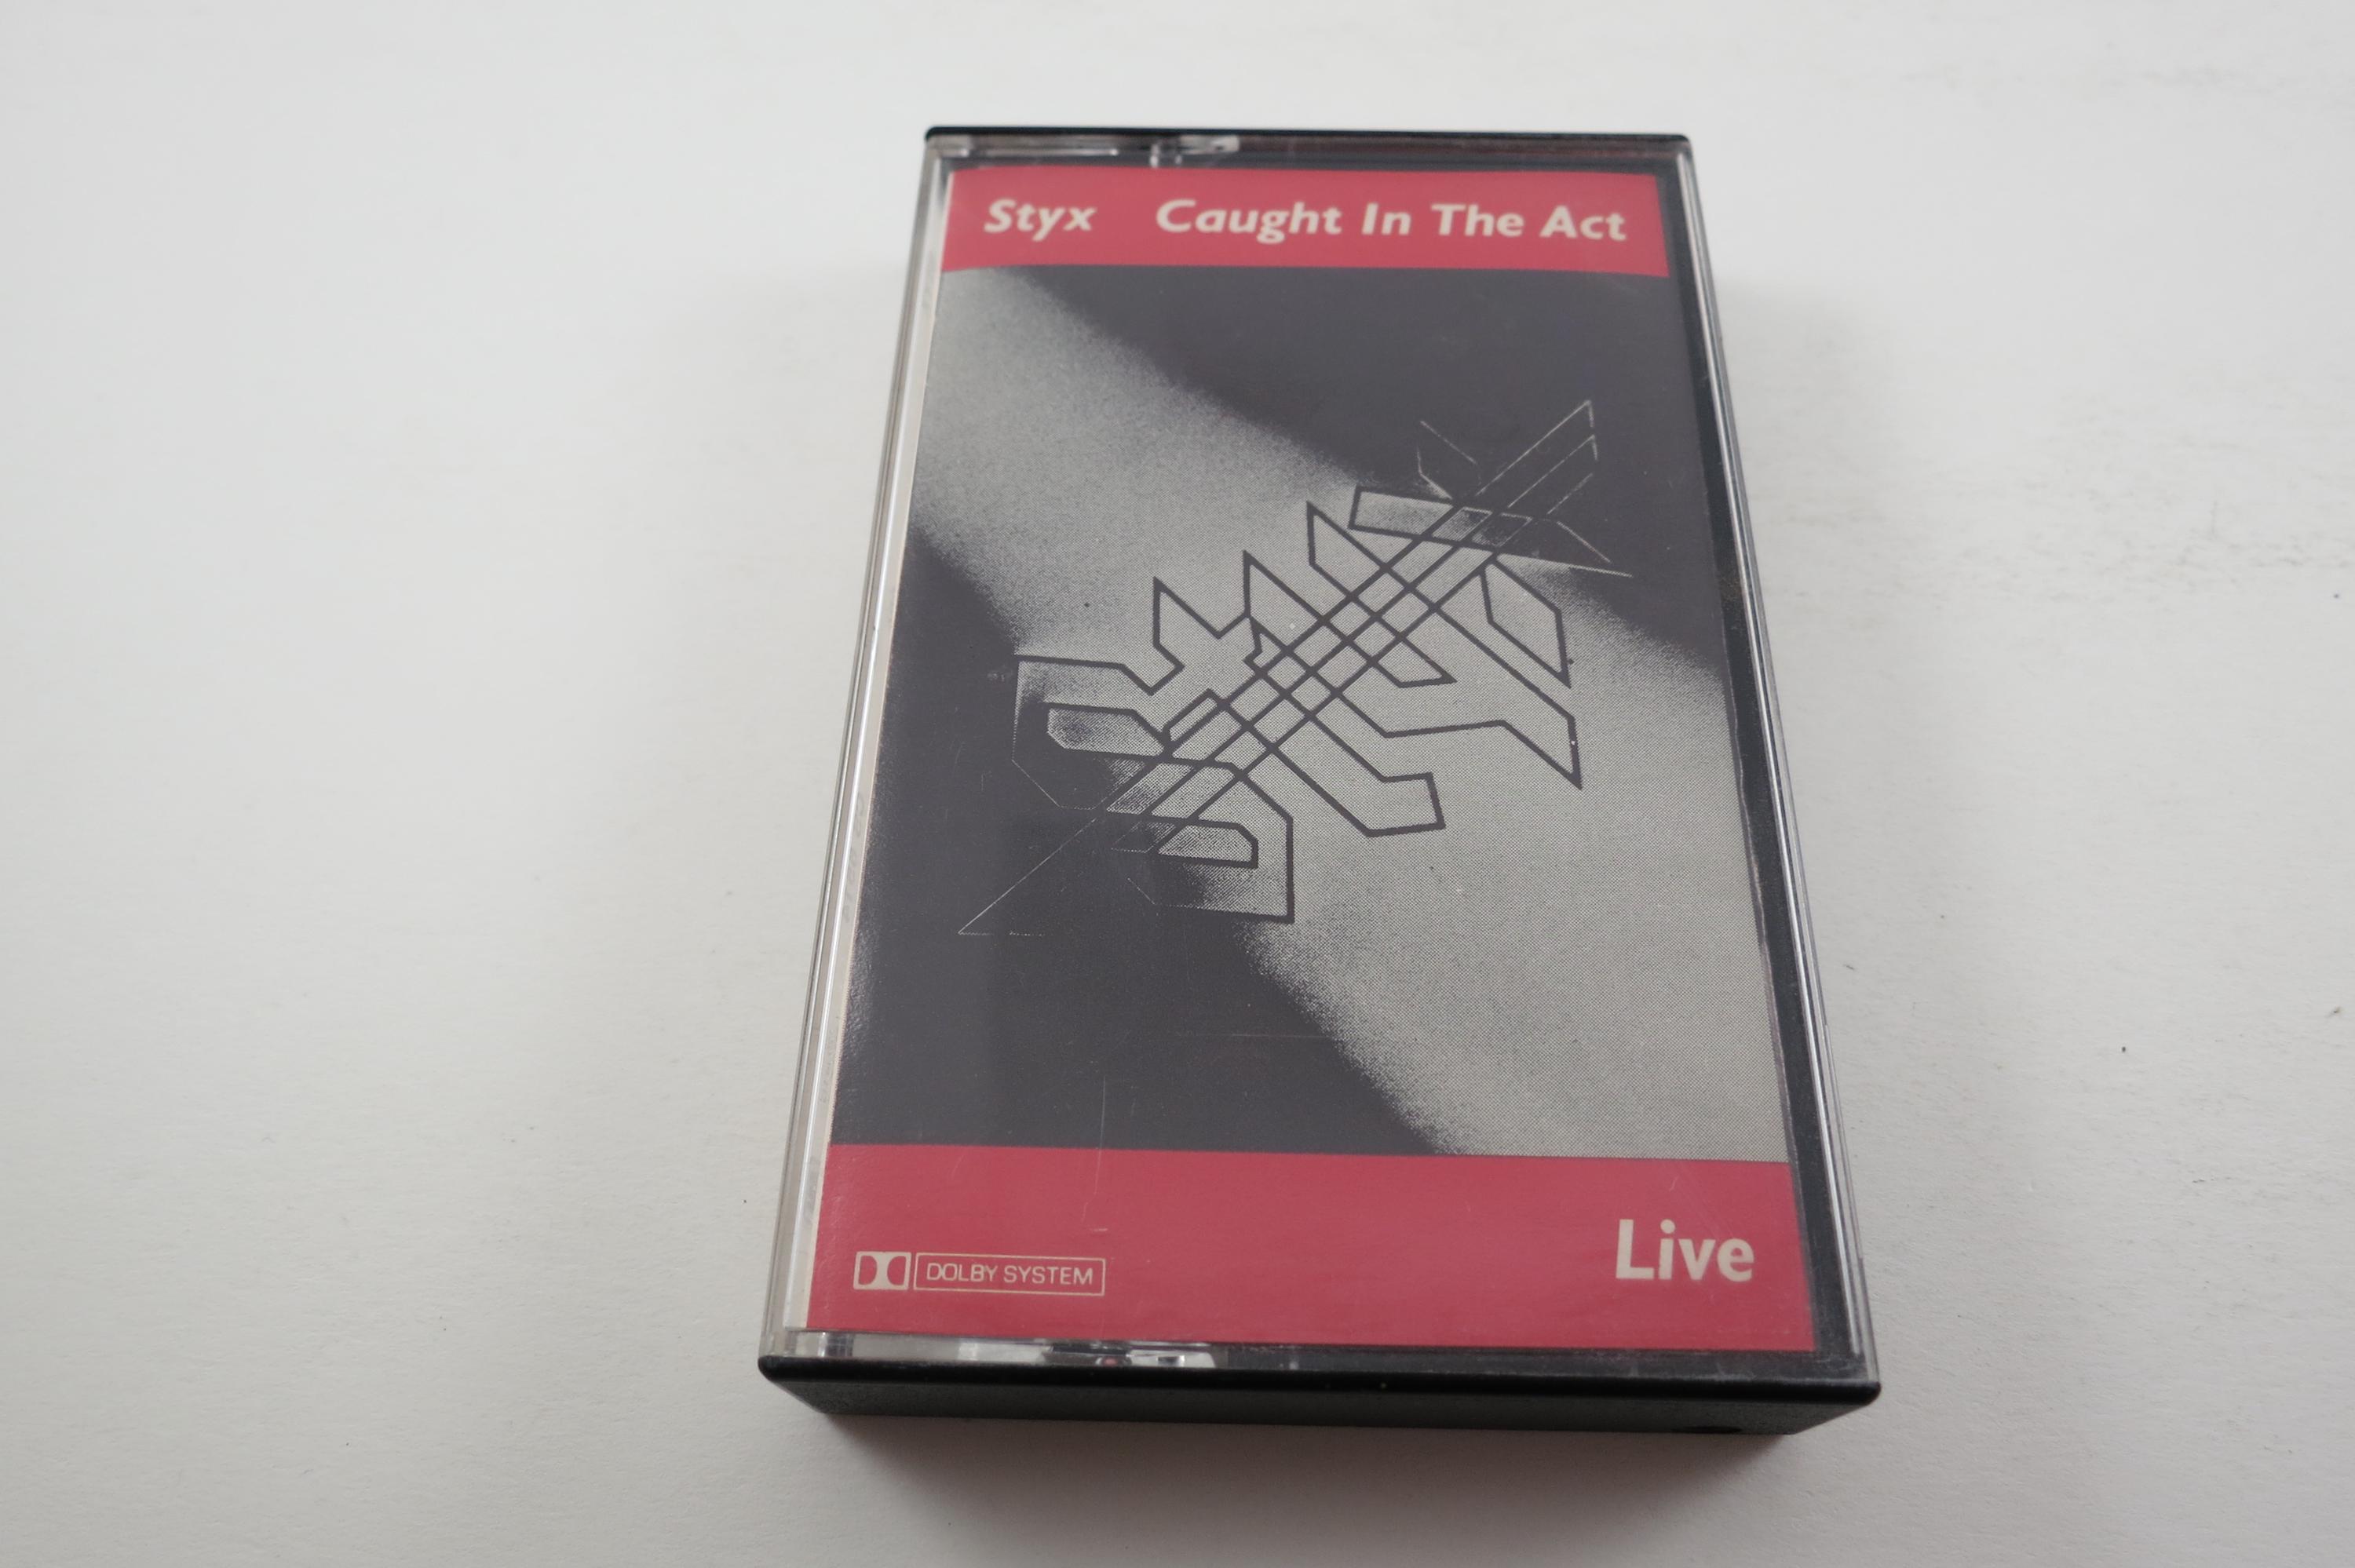 Styx Caught In The Act
DOLBY SYSTEM
Live